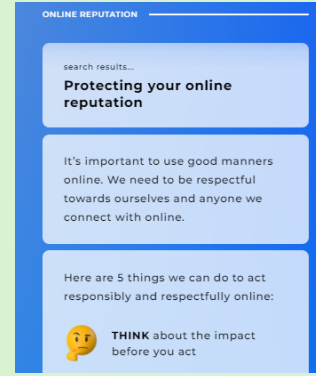 ONLINE REPUTATION
search results...
Protecting your online
reputation
It's important to use good manners
online. We need to be respectful
towards ourselves and anyone we
connect with online.
Here are 5 things we can do to act
responsibly and respectfully online:
THINK about the impact
before you act